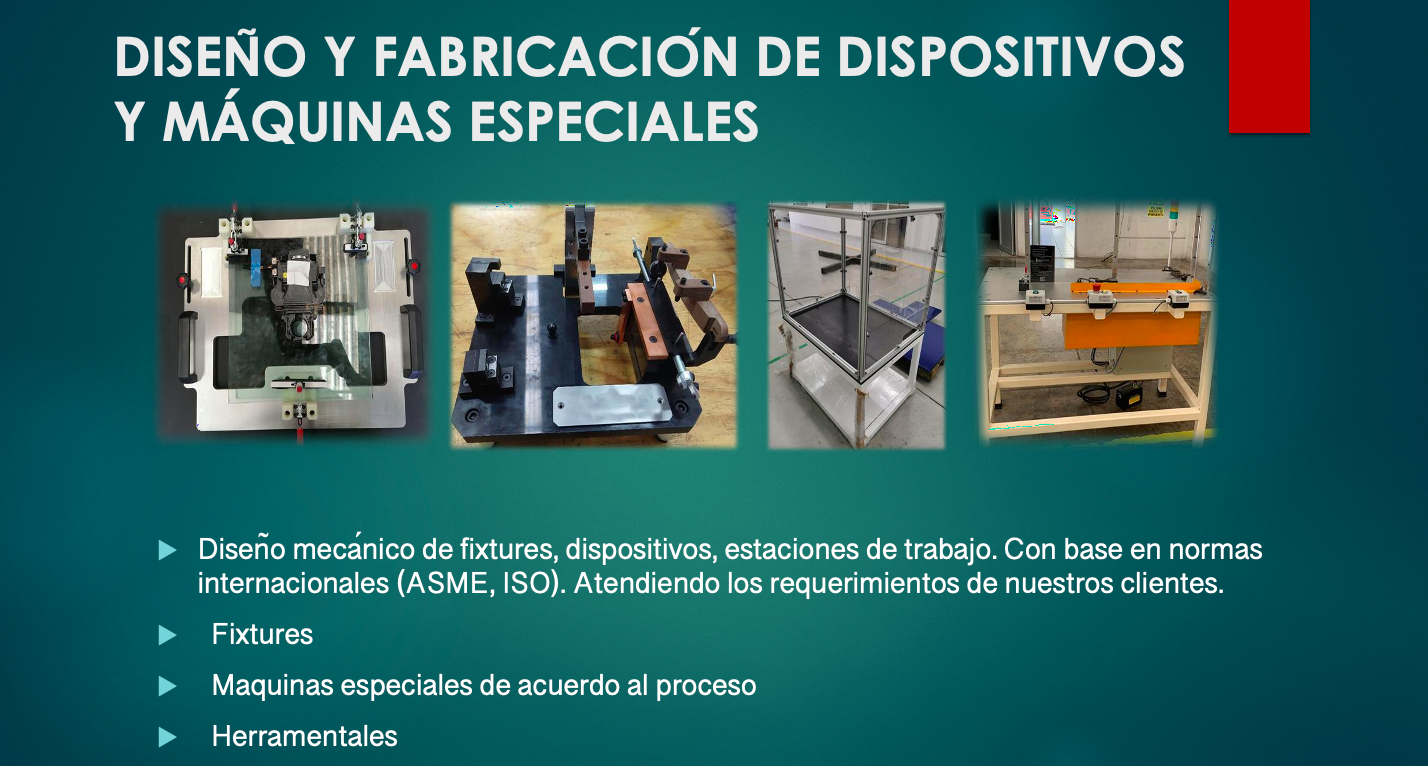 DISEÑO Y FABRICACIÓN DE DISPOSITIVOS
Y MÁQUINAS ESPECIALES
Diseño mecánico de fixtures, dispositivos, estaciones de trabajo. Con base en normas
internacionales (ASME, ISO). Atendiendo los requerimientos de nuestros clientes.
Fixtures
Maquinas especiales de acuerdo al proceso
Herramentales